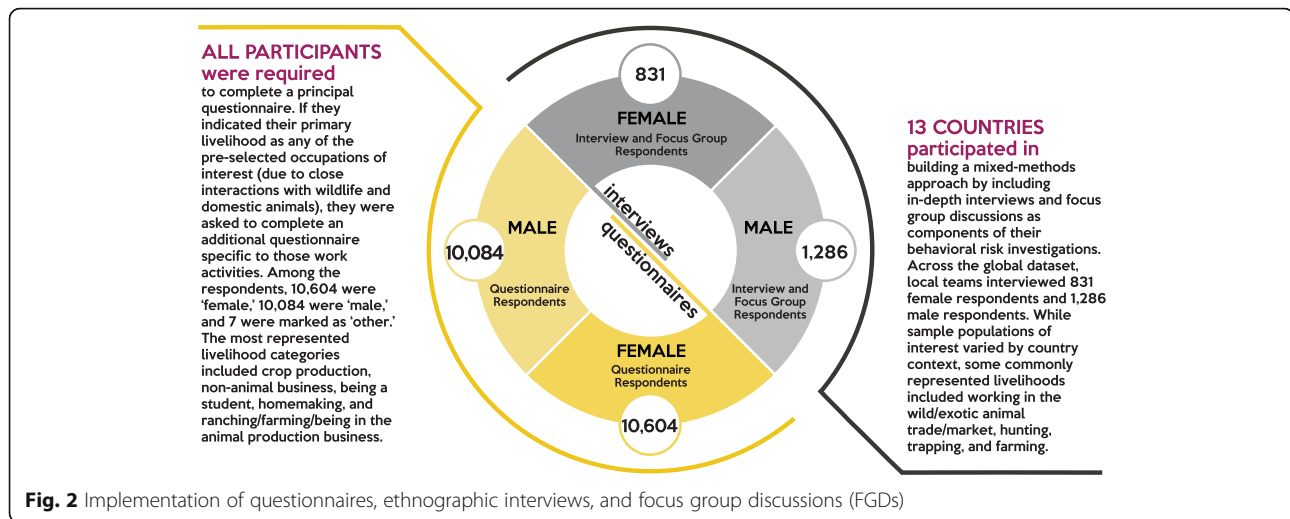 ALL PARTICIPANTS
were required
to complete a principal
questionnaire. If they
indicated their primary
livelihood as any of the
pre-selected occupations of
interest (due to close
interactions with wildlife and
domestic animals), they were
asked to complete an
additional questionnaire
specific to those work
activities. Among the
respondents, 10,604 were
‘female,’ 10,084 were ‘male,’
and 7 were marked as ‘other.’
The most represented
livelihood categories
included crop production,
non-animal business, being a
student, homemaking, and
ranching/farming/being in the
animal production business.
831
FEMALE
Interview and Focus Group
Respondents
MALE
10,084
Questionnaire
Respondents
interviews
questionnaires
MALE
1,286
Interview and
Focus Group
Respondents
FEMALE
Questionnaire
Respondents
10,604
13 COUNTRIES
participated in
building a mixed-methods
approach by including
in-depth interviews and focus
group discussions as
components of their
behavioral risk investigations.
Across the global dataset,
local teams interviewed 831
female respondents and 1,286
male respondents. While
sample populations of
interest varied by country
context, some commonly
represented livelihoods
included working in the
wild/exotic animal
trade/market, hunting,
trapping, and farming.
Fig. 2 Implementation of questionnaires, ethnographic interviews, and focus group discussions (FGDs)